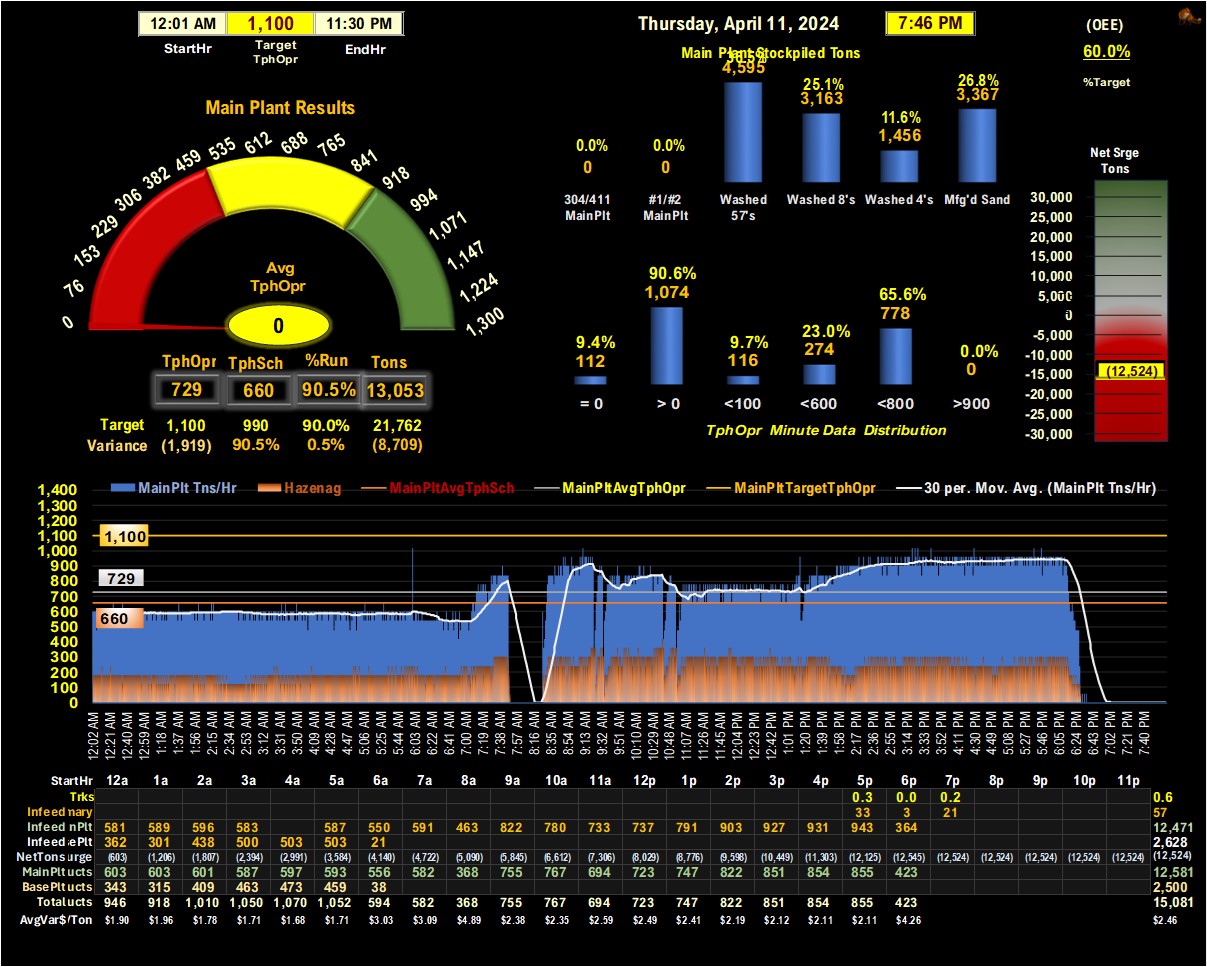 12:01 AM 1,100 11:30 PM
StartHr Target TphOpr EndHr
Thursday, April 11, 2024 7:46 PM
(OEE)
60.0%
%Target
Main Plant Stockpiled Tons
4,595
25.1% 26.8%
3,163 3,367
11.6%
1,456
0.0% 0.0%
0 0
304/411 MainPlt #1/#2 MainPlt Washed 57's Washed 8's Washed 4's Mfg'd Sand
Main Plant Results
0 76 153 229 306 382 459 535 612 688 765 841 918 994 1,071 1,147 1,224 1,300
Avg
TphOpr
0
TphOpr TphSch %Run Tons
729 660 90.5% 13,053
Target 1,100 990 90.0% 21,762
Variance (1,919) 90.5% 0.5% (8,709)
9.4% 90.6% 9.7% 23.0% 65.6% 0.0%
112 1,074 116 274 778 0
= 0 > 0 <100 <600 <800 >900
TphOpr Minute Data Distribution
Net Srge
Tons
30,000
25,000
20,000
15,000
10,000
5,000
0
-5,000
-10,000
-15,000
-20,000
-25,000
-30,000
(12,524)
MainPlt Tns/Hr Hazenag MainPltAvgTphSch MainPltAvgTphOpr MainPltTargetTphOpr 30 per. Mov. Avg. (MainPlt Tns/Hr)
1,400
1,300
1,200
1,100
1,000
900
800
700
600
500
400
300
200
100
0
1,100
729
660
12:02 AM 12:21 AM 12:40 AM 12:59 AM 1:18 AM 1:37 AM 1:56 AM 2:15 AM 2:34 AM 2:53 AM 3:12 AM 3:31 AM 3:50 AM 4:09 AM 4:28 AM 4:47 AM 5:06 AM 5:25 AM 5:44 AM 6:03 AM 6:22 AM 6:41 AM 7:00 AM 7:19 AM 7:38 AM 7:57 AM 8:16 AM 8:35 AM 8:54 AM 9:13 AM 9:32 AM 9:51 AM 10:10 AM 10:29 AM 10:48 AM 11:07 AM 11:26 AM 11:45 AM 12:04 PM 12:23 PM 12:42 PM 1:01 PM 1:20 PM 1:39 PM 1:58 PM 2:17 PM 2:36 PM 2:55 PM 3:14 PM 3:33 PM 3:52 PM 4:11 PM 4:30 PM 4:49 PM 5:08 PM 5:27 PM 5:46 PM 6:05 PM 6:24 PM 6:43 PM 7:02 PM 7:21 PM 7:40 PM
StartHr 12a 1a 2a 3a 4a 5a 6a 7a 8a 9a 10a 11a 12p 1p 2p 3p 4p 5p 6p 7p 8p 9p 10p 11p
Trks 0.3 0.0 0.2 0.6
Infeed mary 33 3 21 57
Infeed nPlt 581 589 596 583 587 550 591 463 822 780 733 737 791 903 927 931 943 364 12,471
Infeed ePlt 362 301 438 500 503 503 21 2,628
NetTons urge (603) (1,206) (1,807) (2,394) (2,991) (3,584) (4,140) (4,722) (5,090) (5,845) (6,612) (7,306) (8,029) (8,776) (9,598) (10,449) (11,303) (12,125) (12,545) (12,524) (12,524) (12,524) (12,524) (12,524) (12,524)
MainPlt ucts 603 603 601 587 597 593 556 582 368 755 767 694 723 747 822 851 854 855 423 12,581
BasePlt ucts 343 315 409 463 473 459 38 2,500
Total ucts 946 918 1,010 1,050 1,070 1,052 594 582 368 755 767 694 723 747 822 851 854 855 423 15,081
AvgVar$/Ton $1.90 $1.96 $1.78 $1.71 $1.68 $1.71 $3.03 $3.09 $4.89 $2.38 $2.35 $2.59 $2.49 $2.41 $2.19 $2.12 $2.11 $2.11 $4.26 $2.46